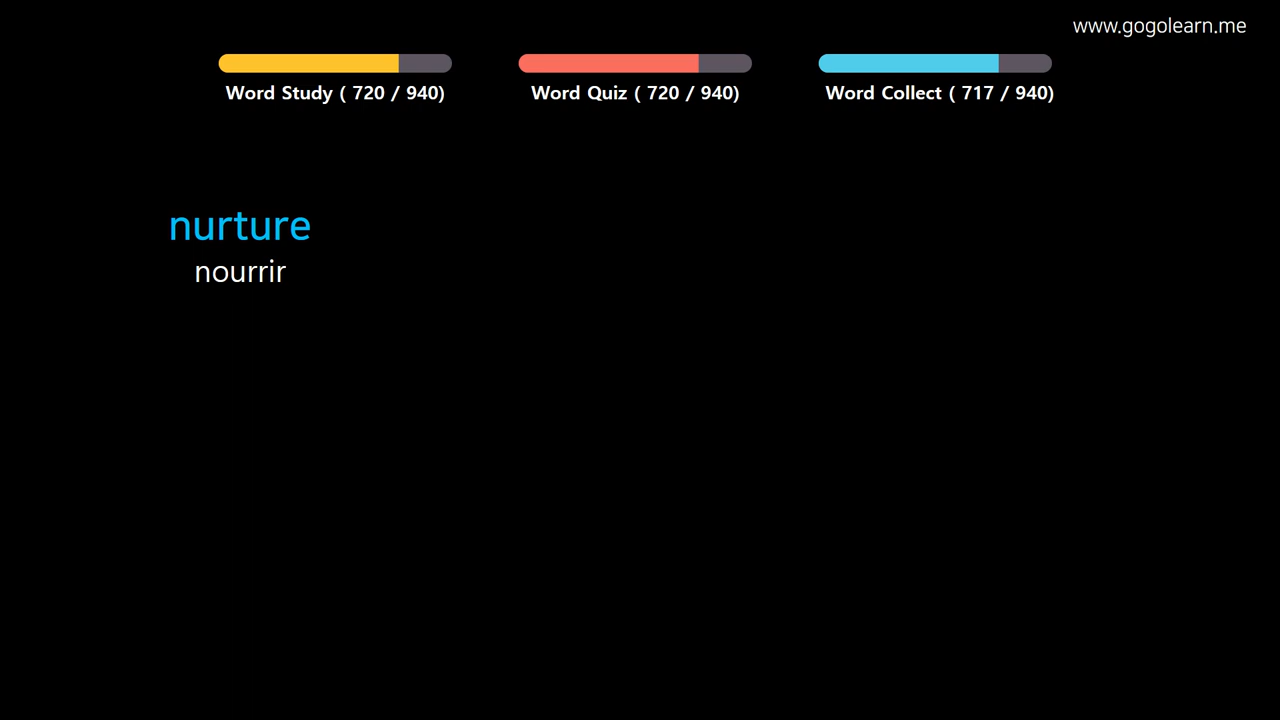 www.gogolearn.me
Word Study ( 720 / 940)
Word Quiz ( 720 / 940)
Word Collect ( 717 / 940)
nurture
nourrir